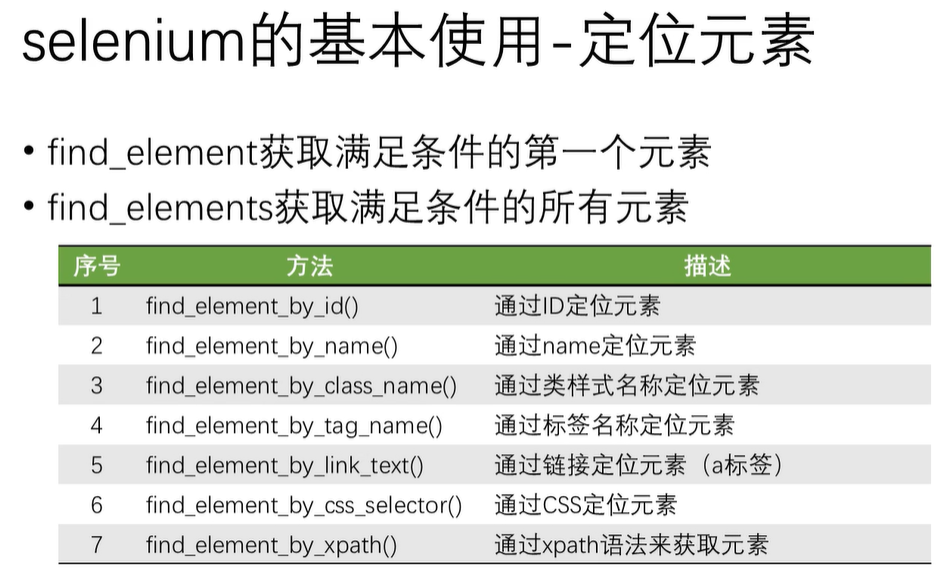 selenium的基本使用-定位元素
• find_element获取满足条件的第一个元素
• find_elements获取满足条件的所有元素
序号 方法 描述
1 find_element_by_id() 通过ID定位元素
2 find_element_by_name() 通过name定位元素
3 find_element_by_class_name() 通过类样式名称定位元素
4 find_element_by_tag_name() 通过标签名称定位元素
5 find_element_by_link_text() 通过链接定位元素（a标签）
6 find_element_by_css_selector() 通过CSS定位元素
7 find_element_by_xpath() 通过xpath语法来获取元素